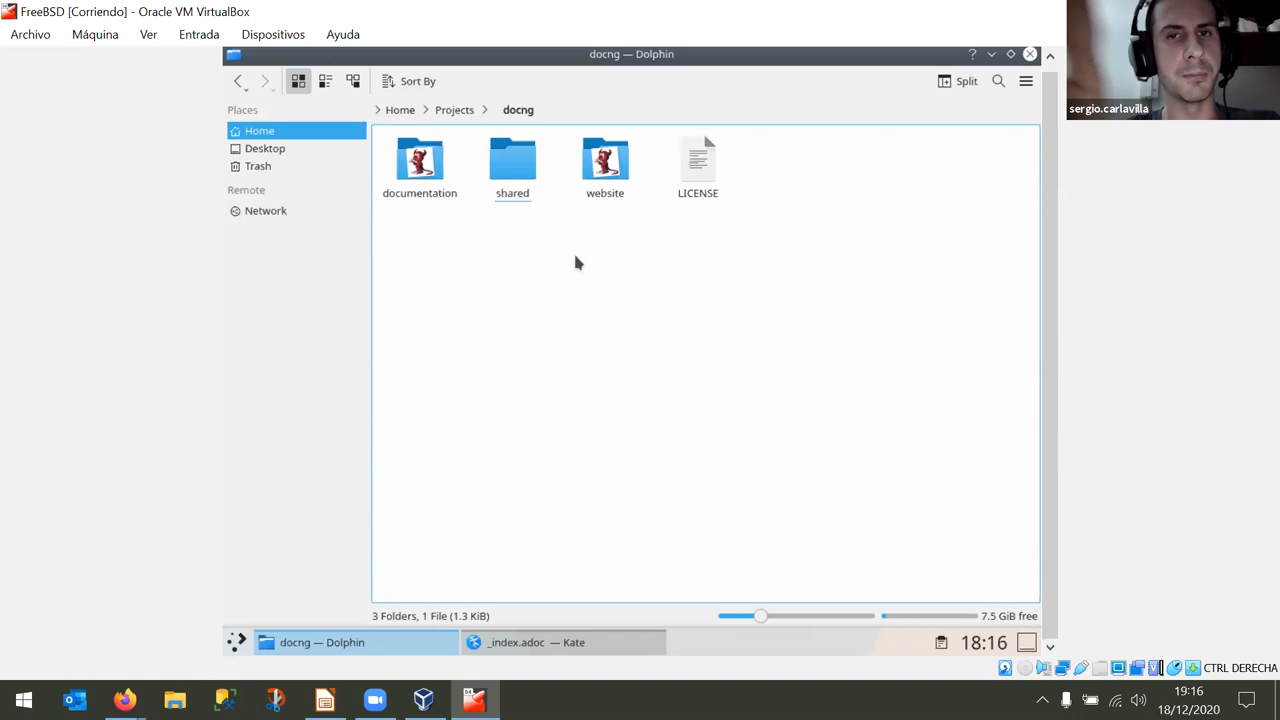 FreeBSD [Corriendo] - Oracle VM VirtualBox
Archivo Máquina Ver Entrada Dispositivos Ayuda
sergio.carlavilla
docng — Dolphin
Sort By
Split
Places
Home
Desktop
Trash
Remote
Network
Home Projects docng
documentation shared website LICENSE
3 Folders, 1 File (1.3 KiB)
7.5 GiB free
docng — Dolphin
_index.adoc — Kate
18:16
CTRL DERECHA
19:16
18/12/2020